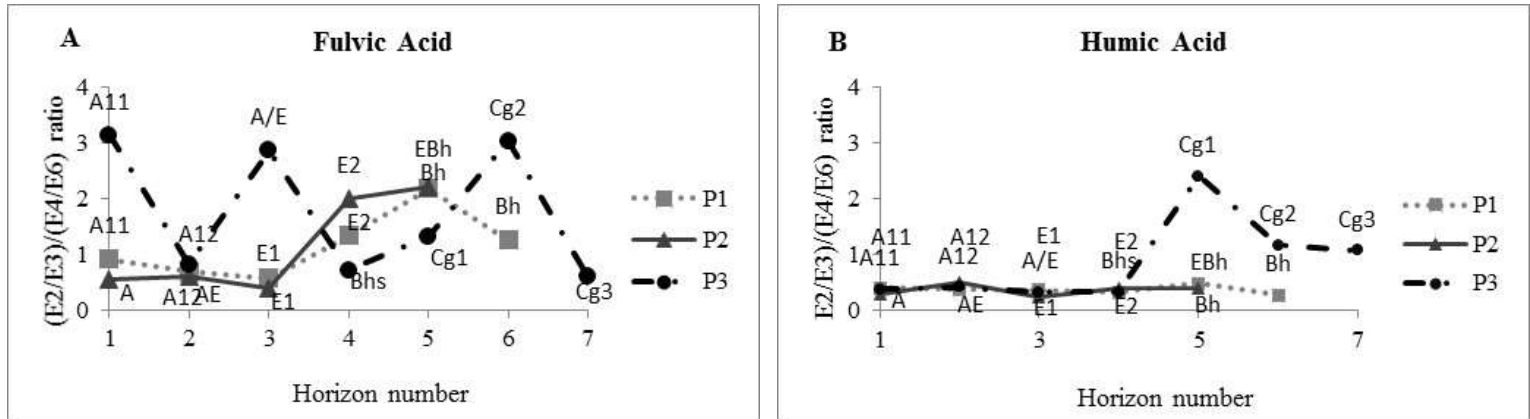 A
Fulvic Acid
(E2/E3)/(E4/E6) ratio
4
3
2
1
0
A11
A/E
Cg2
E2
EBh
Bh
A11
A12
E1
E2
Bh
Cg1
Bhs
A
A12
AE
E1
Cg3
1 2 3 4 5 6 7
Horizon number
P1
P2
P3
B
Humic Acid
E2/E3)/(E4/E6) ratio
4
3
2
1
0
Cg1
A11
A12
E1
E2
Cg2
Cg3
A11
A12
A/E
Bhs
EBh
Bh
A
AE
E1
E2
Bh
1 3 5 7
Horizon number
P1
P2
P3